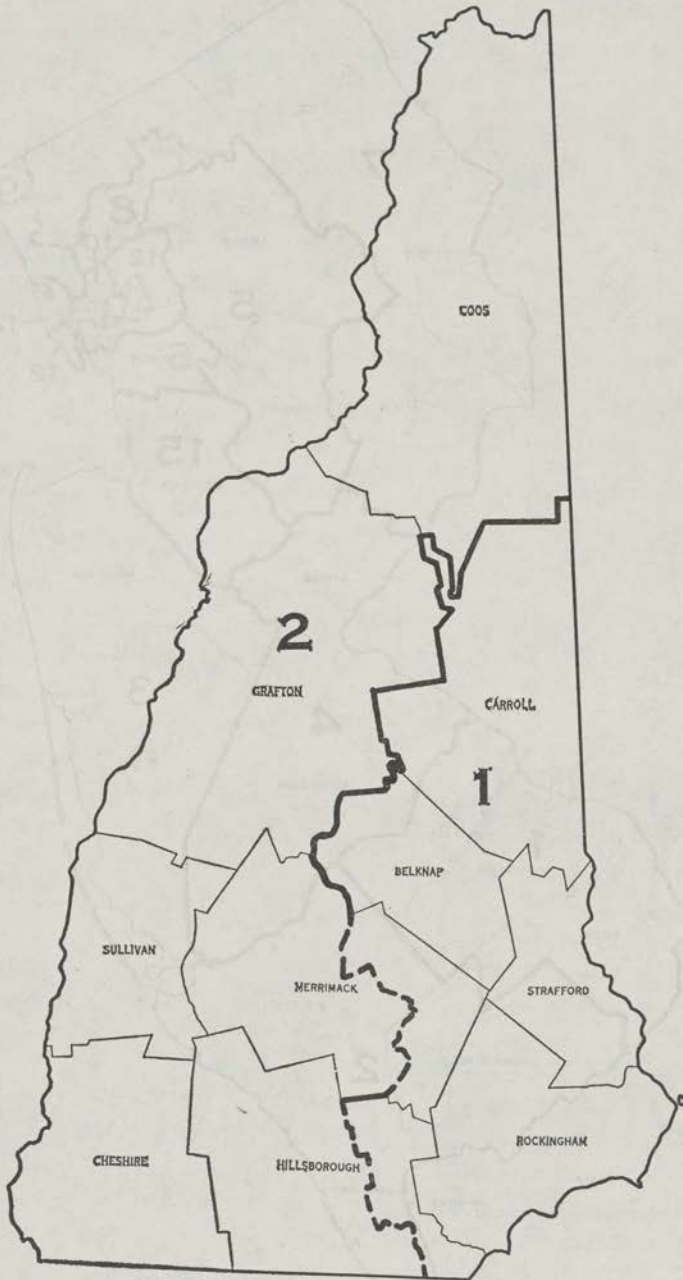 COOS
2
GRAFTON
CARROLL
1
BELKNAP
SULLIVAN
MERRIMACK
STRAFFORD
CHESHIRE
HILLSBOROUGH
ROCKINGHAM